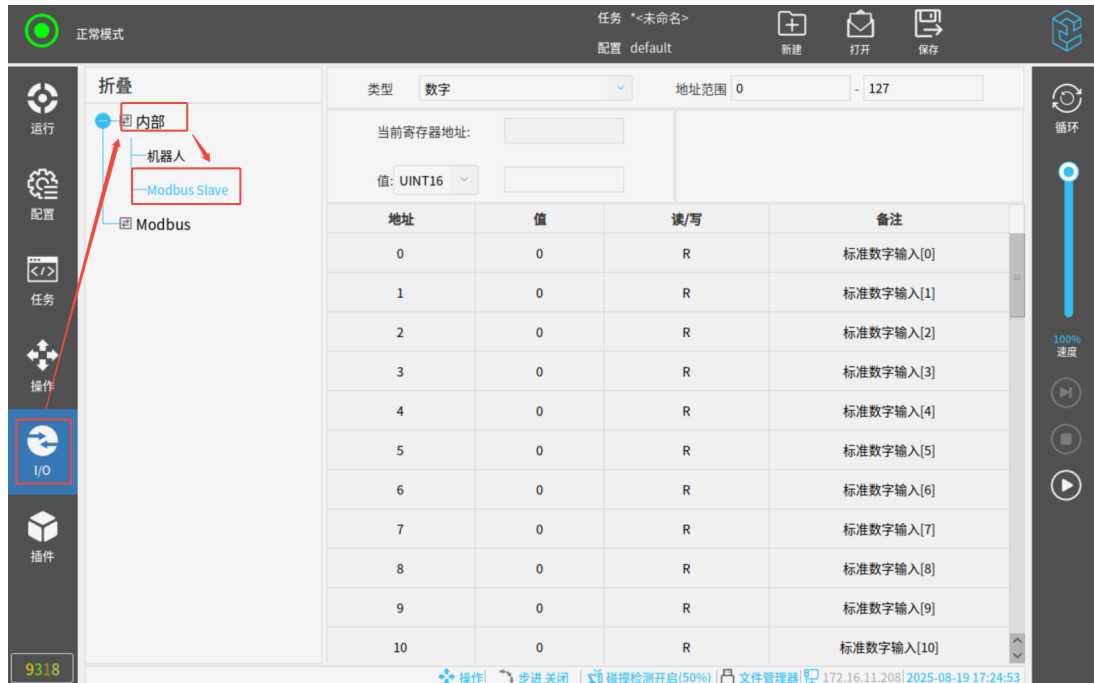 正常模式
任务 *<未命名>
配置 default
新建
打开
保存
运行
配置
任务
操作
I/O
插件
9318
折叠
内部
机器人
Modbus Slave
Modbus
类型 数字 地址范围 0 - 127
当前寄存器地址:
值: UINT16
地址 值 读/写 备注
0 0 R 标准数字输入[0]
1 0 R 标准数字输入[1]
2 0 R 标准数字输入[2]
3 0 R 标准数字输入[3]
4 0 R 标准数字输入[4]
5 0 R 标准数字输入[5]
6 0 R 标准数字输入[6]
7 0 R 标准数字输入[7]
8 0 R 标准数字输入[8]
9 0 R 标准数字输入[9]
10 0 R 标准数字输入[10]
循环
100%
速度
操作 步进 关闭 碰撞检测开启(50%) 文件管理器 172.16.11.208 2025-08-19 17:24:53